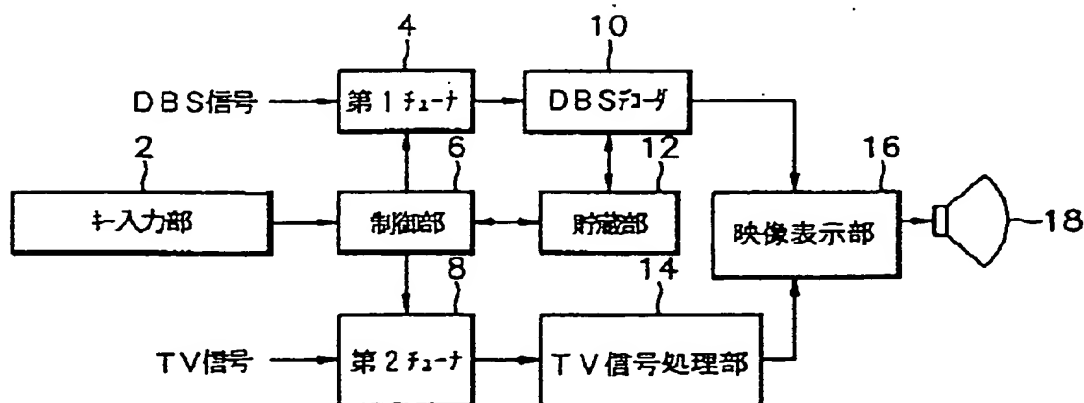 4
10
DBS信号
第1チューナ
DBSデコーダ
2
6
12
16
キー入力部
制御部
貯蔵部
映像表示部
18
8
14
TV信号
第2チューナ
TV信号処理部